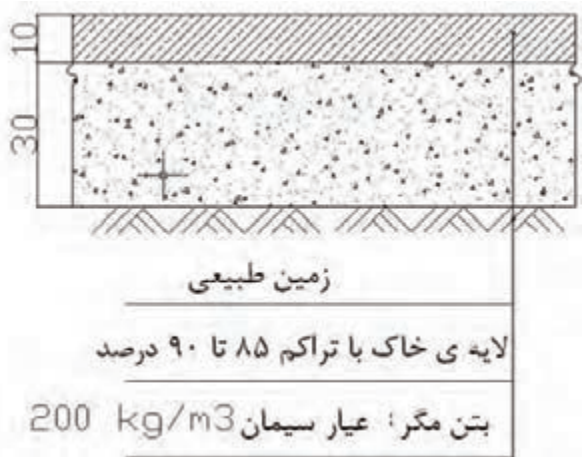 10
30
زمین طبیعی
لایه ی خاک با تراکم ۸۵ تا ۹۰ درصد
بتن مگر: عیار سیمان 200 kg/m3